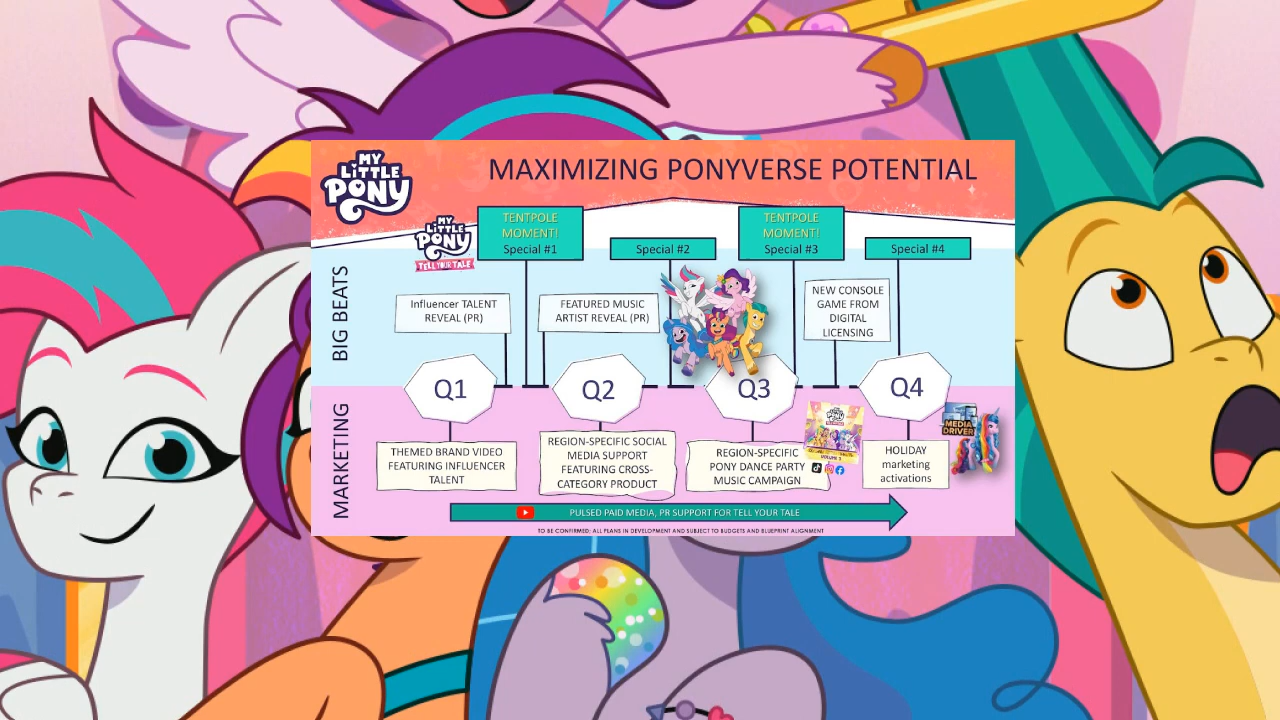 MY
LITTLE
PONY
MAXIMIZING PONYVERSE POTENTIAL
MY
LITTLE
PONY
TELL YOUR TALE
TENTPOLE
MOMENT!
Special #1
Special #2
TENTPOLE
MOMENT!
Special #3
Special #4
BIG BEATS
Influencer TALENT
REVEAL (PR)
FEATURED MUSIC
ARTIST REVEAL (PR)
NEW CONSOLE
GAME FROM
DIGITAL
LICENSING
Q1
Q2
Q3
Q4
MARKETING
THEMED BRAND VIDEO
FEATURING INFLUENCER
TALENT
REGION-SPECIFIC SOCIAL
MEDIA SUPPORT
FEATURING CROSS-
CATEGORY PRODUCT
REGION-SPECIFIC
PONY DANCE PARTY
MUSIC CAMPAIGN
HOLIDAY
marketing
activations
MEDIA
DRIVER
PULSED PAID MEDIA, PR SUPPORT FOR TELL YOUR TALE
TO BE CONFIRMED; ALL PLANS IN DEVELOPMENT AND SUBJECT TO BUDGETS AND BLUEPRINT ALIGNMENT